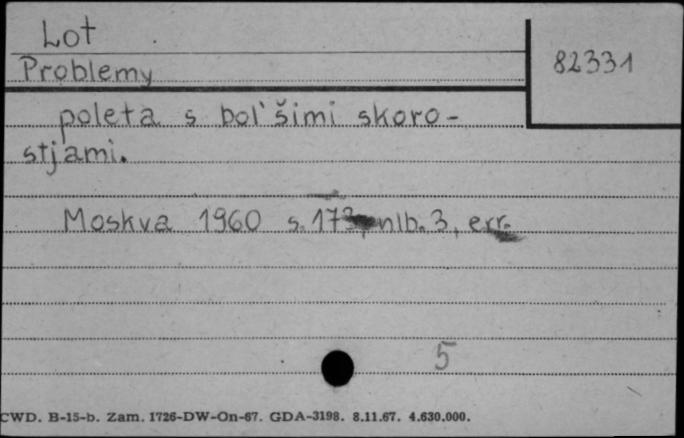 Lot
82331
Problemy
poleta s bol'šimi skoro-
stjami.
Moskva 1960 s. 173, nlb. 3, err.
5
CWD. B-15-b. Zam. 1726-DW-On-67. GDA-3198. 8.11.67. 4.630.000.